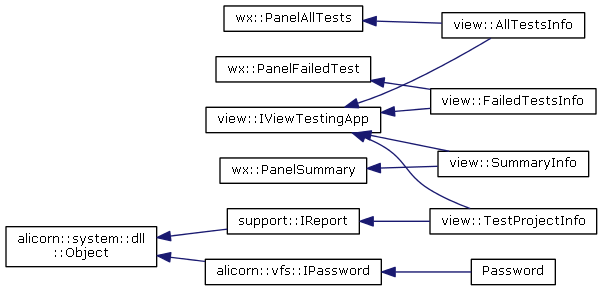 wx::PanelAllTests
view::AllTestsInfo
wx::PanelFailedTest
view::FailedTestsInfo
view::IViewTestingApp
view::SummaryInfo
wx::PanelSummary
support::IReport
view::TestProjectInfo
alicorn::system::dll
::Object
alicorn::vfs::IPassword
Password